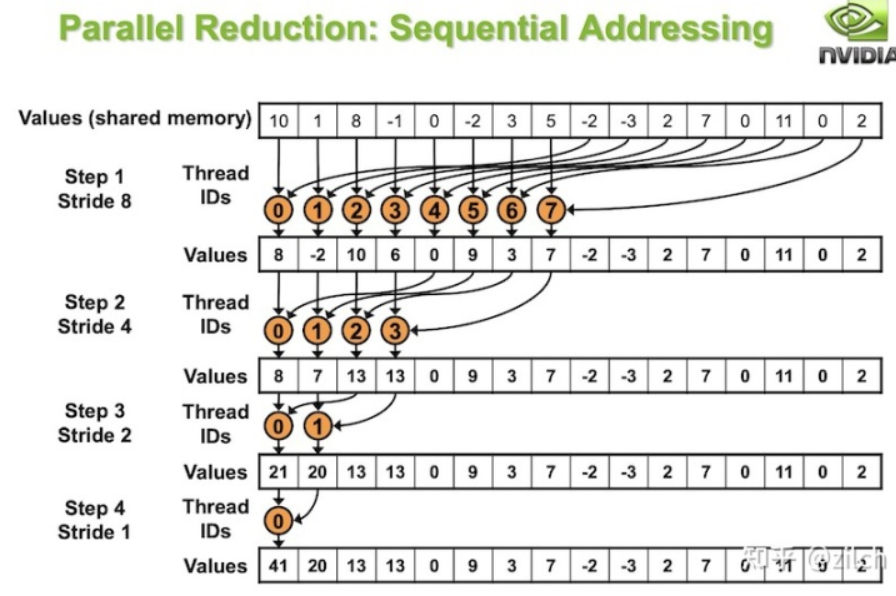 Parallel Reduction: Sequential Addressing
NVIDIA
Values (shared memory) 10 1 8 -1 0 -2 3 5 -2 -3 2 7 0 11 0 2
Step 1 Thread
Stride 8 IDs
0 1 2 3 4 5 6 7
Values 8 -2 10 6 0 9 3 7 -2 -3 2 7 0 11 0 2
Step 2 Thread
Stride 4 IDs
0 1 2 3
Values 8 7 13 13 0 9 3 7 -2 -3 2 7 0 11 0 2
Step 3 Thread
Stride 2 IDs
0 1
Values 21 20 13 13 0 9 3 7 -2 -3 2 7 0 11 0 2
Step 4 Thread
Stride 1 IDs
0
Values 41 20 13 13 0 9 3 7 -2 -3 2 7 0 11 0 2
知乎 @zilch